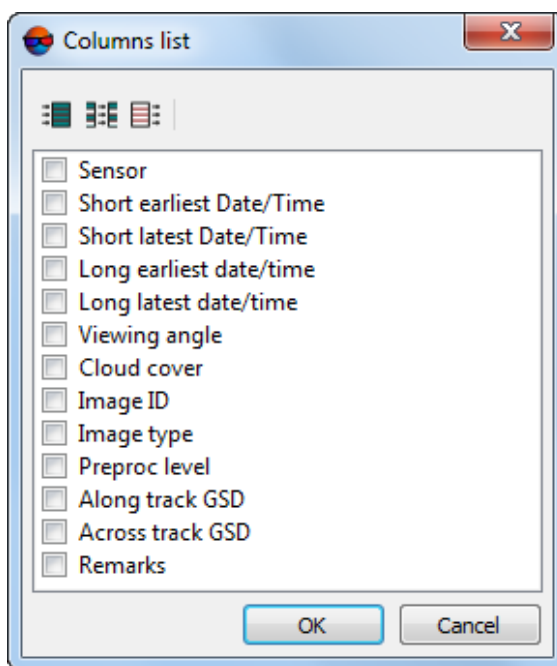 Columns list
Sensor
Short earliest Date/Time
Short latest Date/Time
Long earliest date/time
Long latest date/time
Viewing angle
Cloud cover
Image ID
Image type
Preproc level
Along track GSD
Across track GSD
Remarks
OK Cancel